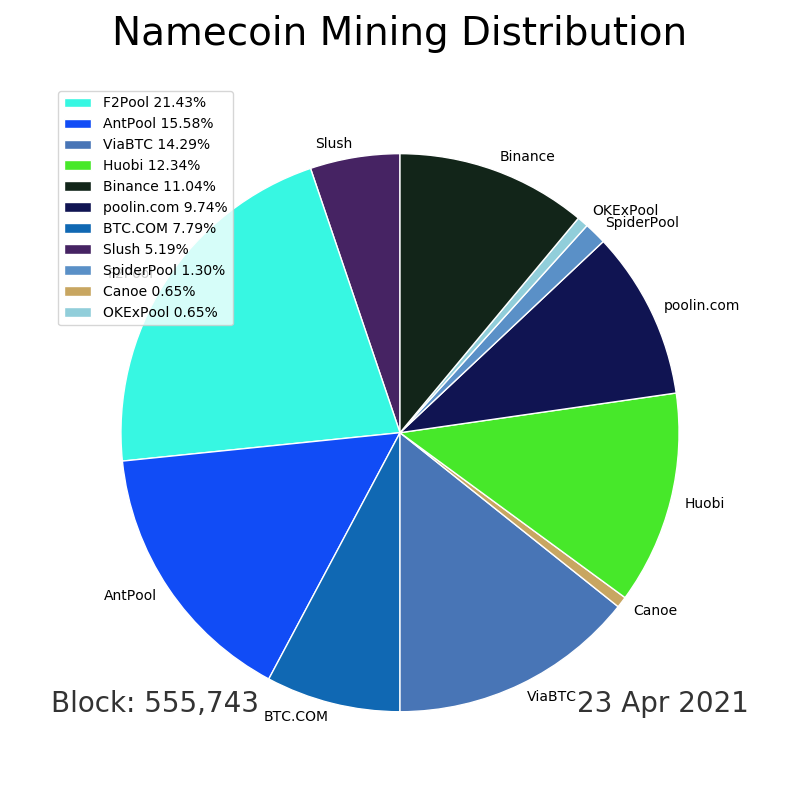 Namecoin Mining Distribution
F2Pool 21.43%
AntPool 15.58%
ViaBTC 14.29%
Huobi 12.34%
Binance 11.04%
poolin.com 9.74%
BTC.COM 7.79%
Slush 5.19%
SpiderPool 1.30%
Canoe 0.65%
OKExPool 0.65%
Slush
Binance
OKExPool
SpiderPool
poolin.com
Huobi
Canoe
ViaBTC
BTC.COM
AntPool
Block: 555,743
23 Apr 2021